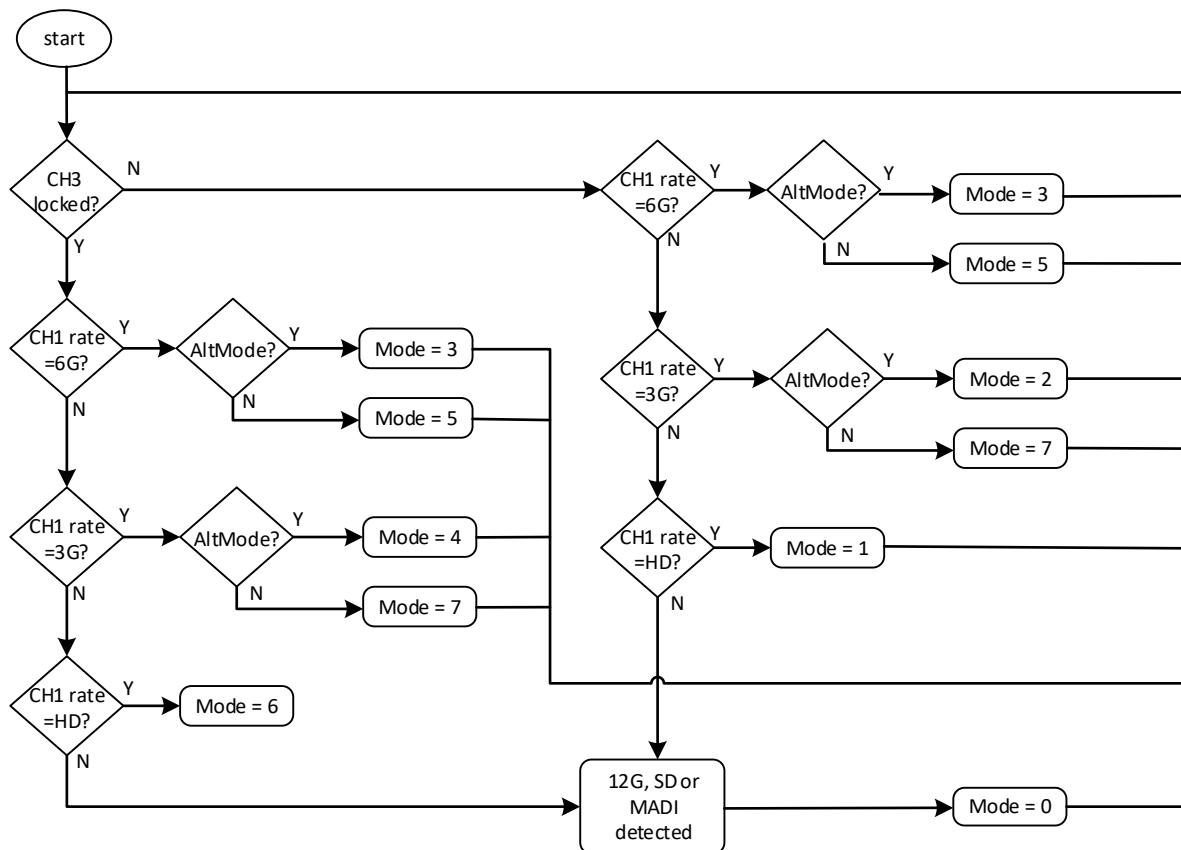 start
CH3
locked?
N
Y
CH1 rate
=6G?
Y
N
AltMode?
Y
N
Mode = 3
Mode = 5
CH1 rate
=6G?
Y
N
AltMode?
Y
N
Mode = 3
Mode = 5
CH1 rate
=3G?
Y
N
AltMode?
Y
N
Mode = 2
Mode = 7
CH1 rate
=3G?
Y
N
AltMode?
Y
N
Mode = 4
Mode = 7
CH1 rate
=HD?
Y
N
Mode = 1
CH1 rate
=HD?
Y
N
Mode = 6
12G, SD or
MADI
detected
Mode = 0